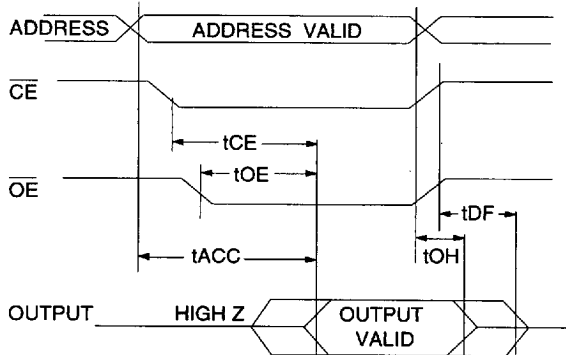 ADDRESS ADDRESS VALID
CE
tCE
tOE
OE
tDF
tACC
tOH
OUTPUT HIGH Z OUTPUT
VALID